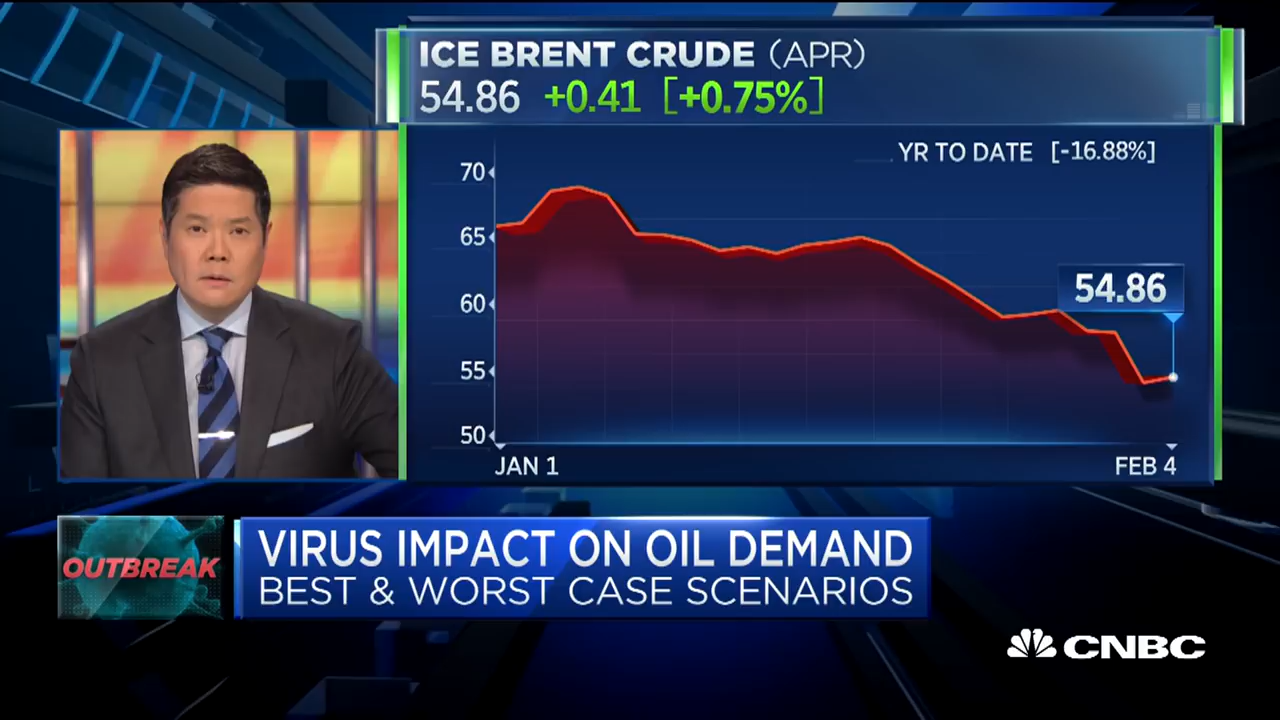 ICE BRENT CRUDE (APR)
54.86 +0.41 [+0.75%]
YR TO DATE [-16.88%]
70
65
60
55
50
54.86
JAN 1
FEB 4
OUTBREAK
VIRUS IMPACT ON OIL DEMAND
BEST & WORST CASE SCENARIOS
CNBC